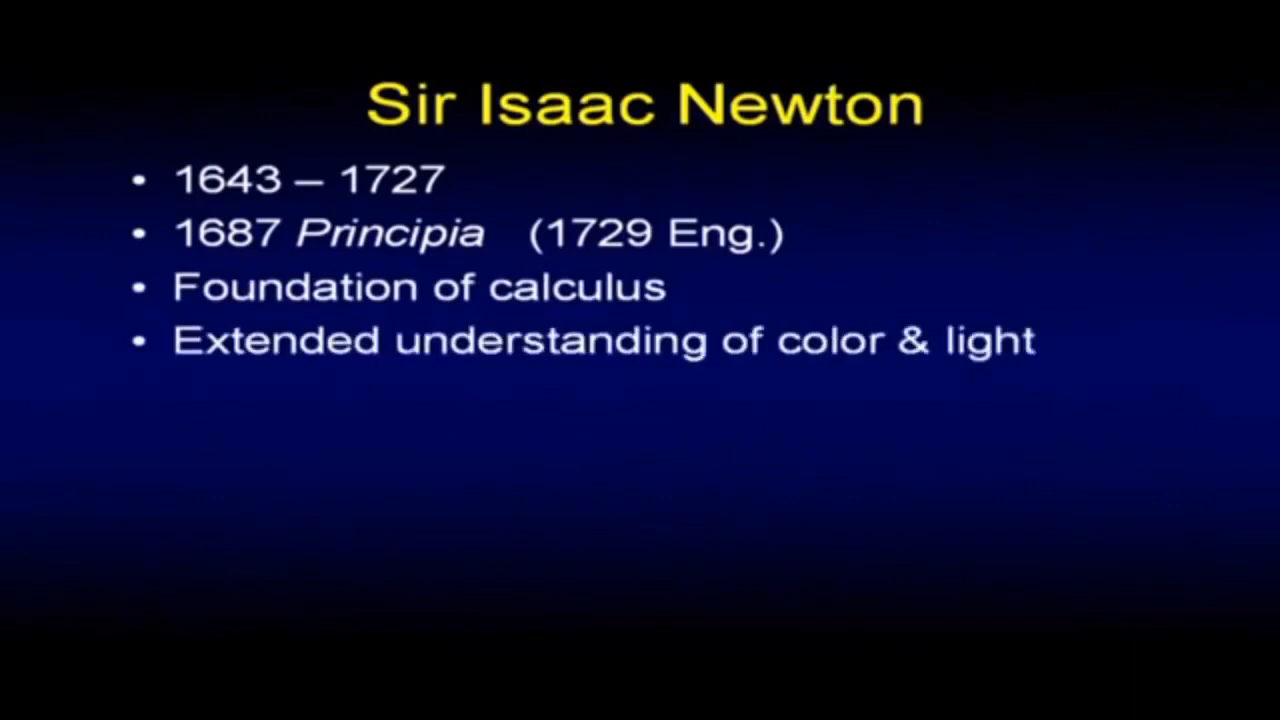 Sir Isaac Newton
• 1643 – 1727
• 1687 Principia (1729 Eng.)
• Foundation of calculus
• Extended understanding of color & light